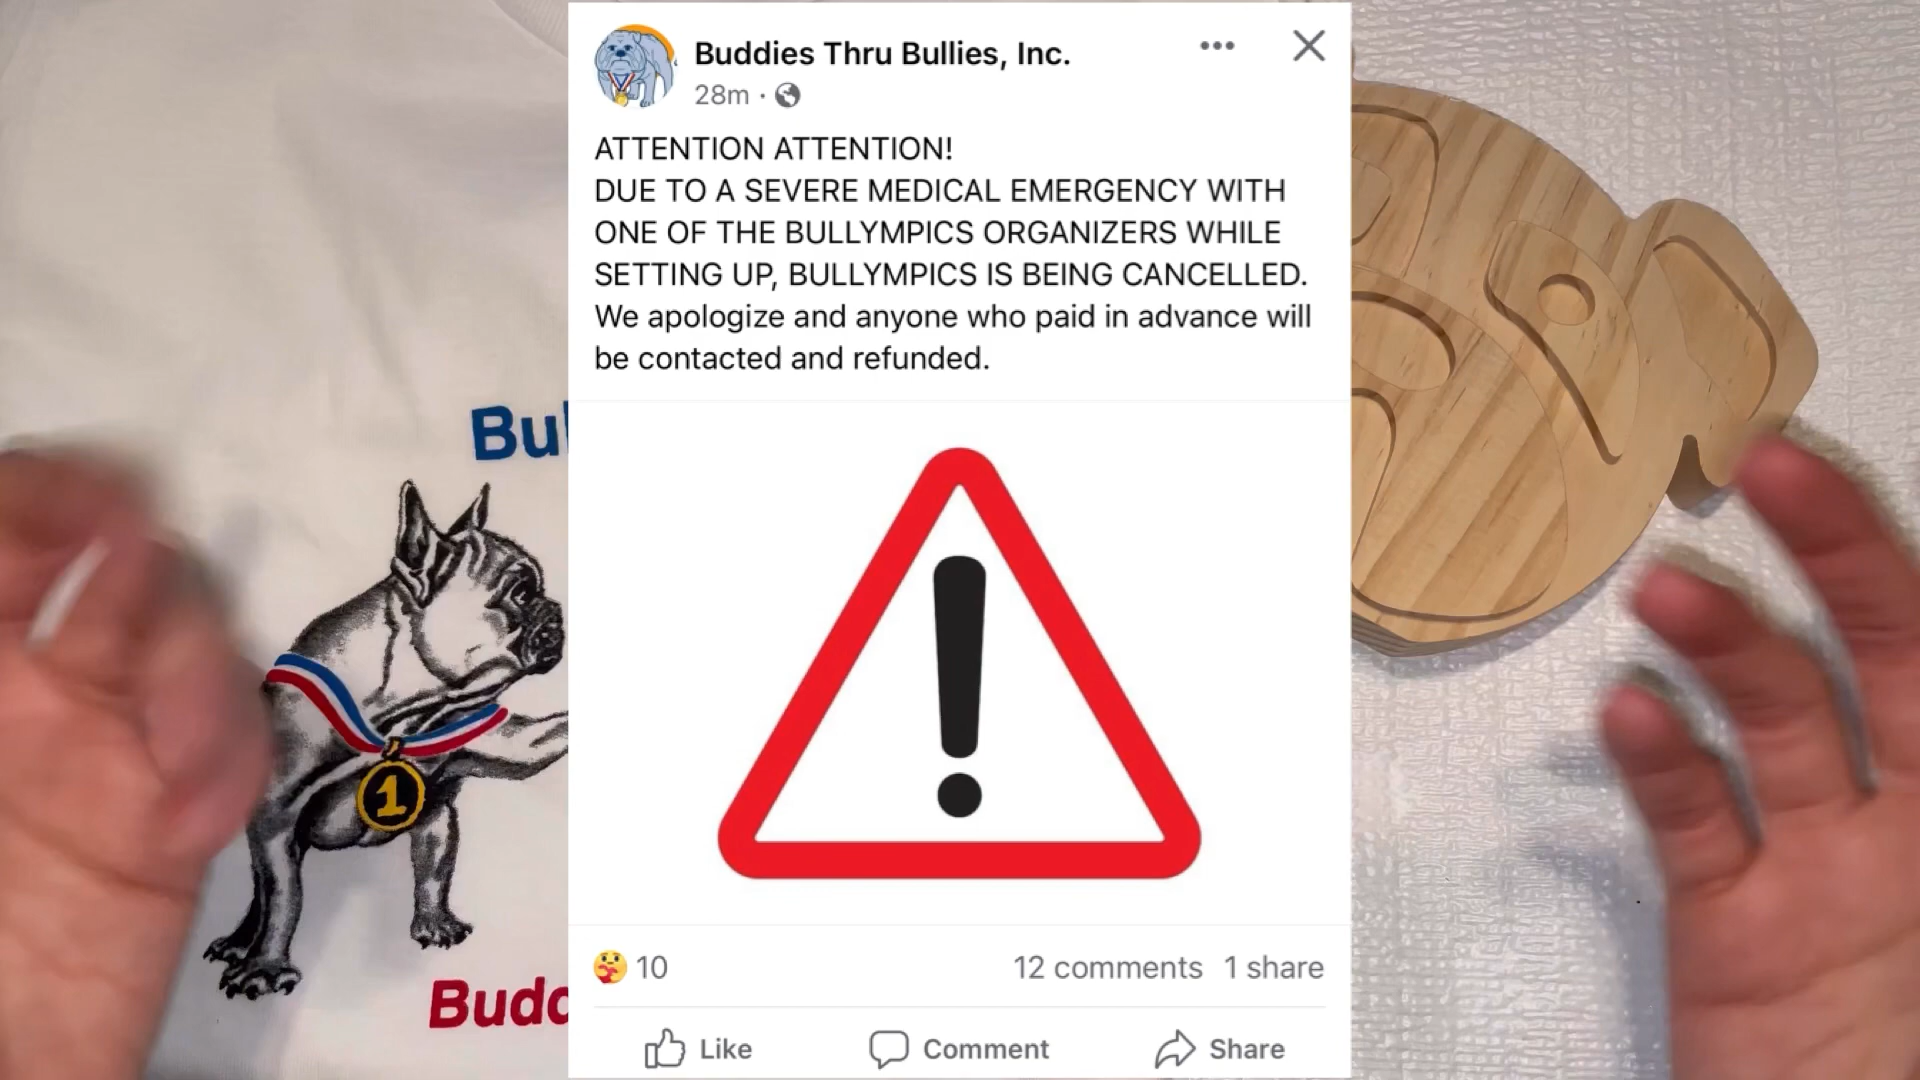 Buddies Thru Bullies, Inc.
28m ·
ATTENTION ATTENTION!
DUE TO A SEVERE MEDICAL EMERGENCY WITH
ONE OF THE BULLYMPICS ORGANIZERS WHILE
SETTING UP, BULLYMPICS IS BEING CANCELLED.
We apologize and anyone who paid in advance will
be contacted and refunded.
Bul
1
Budd
10
12 comments 1 share
Like
Comment
Share